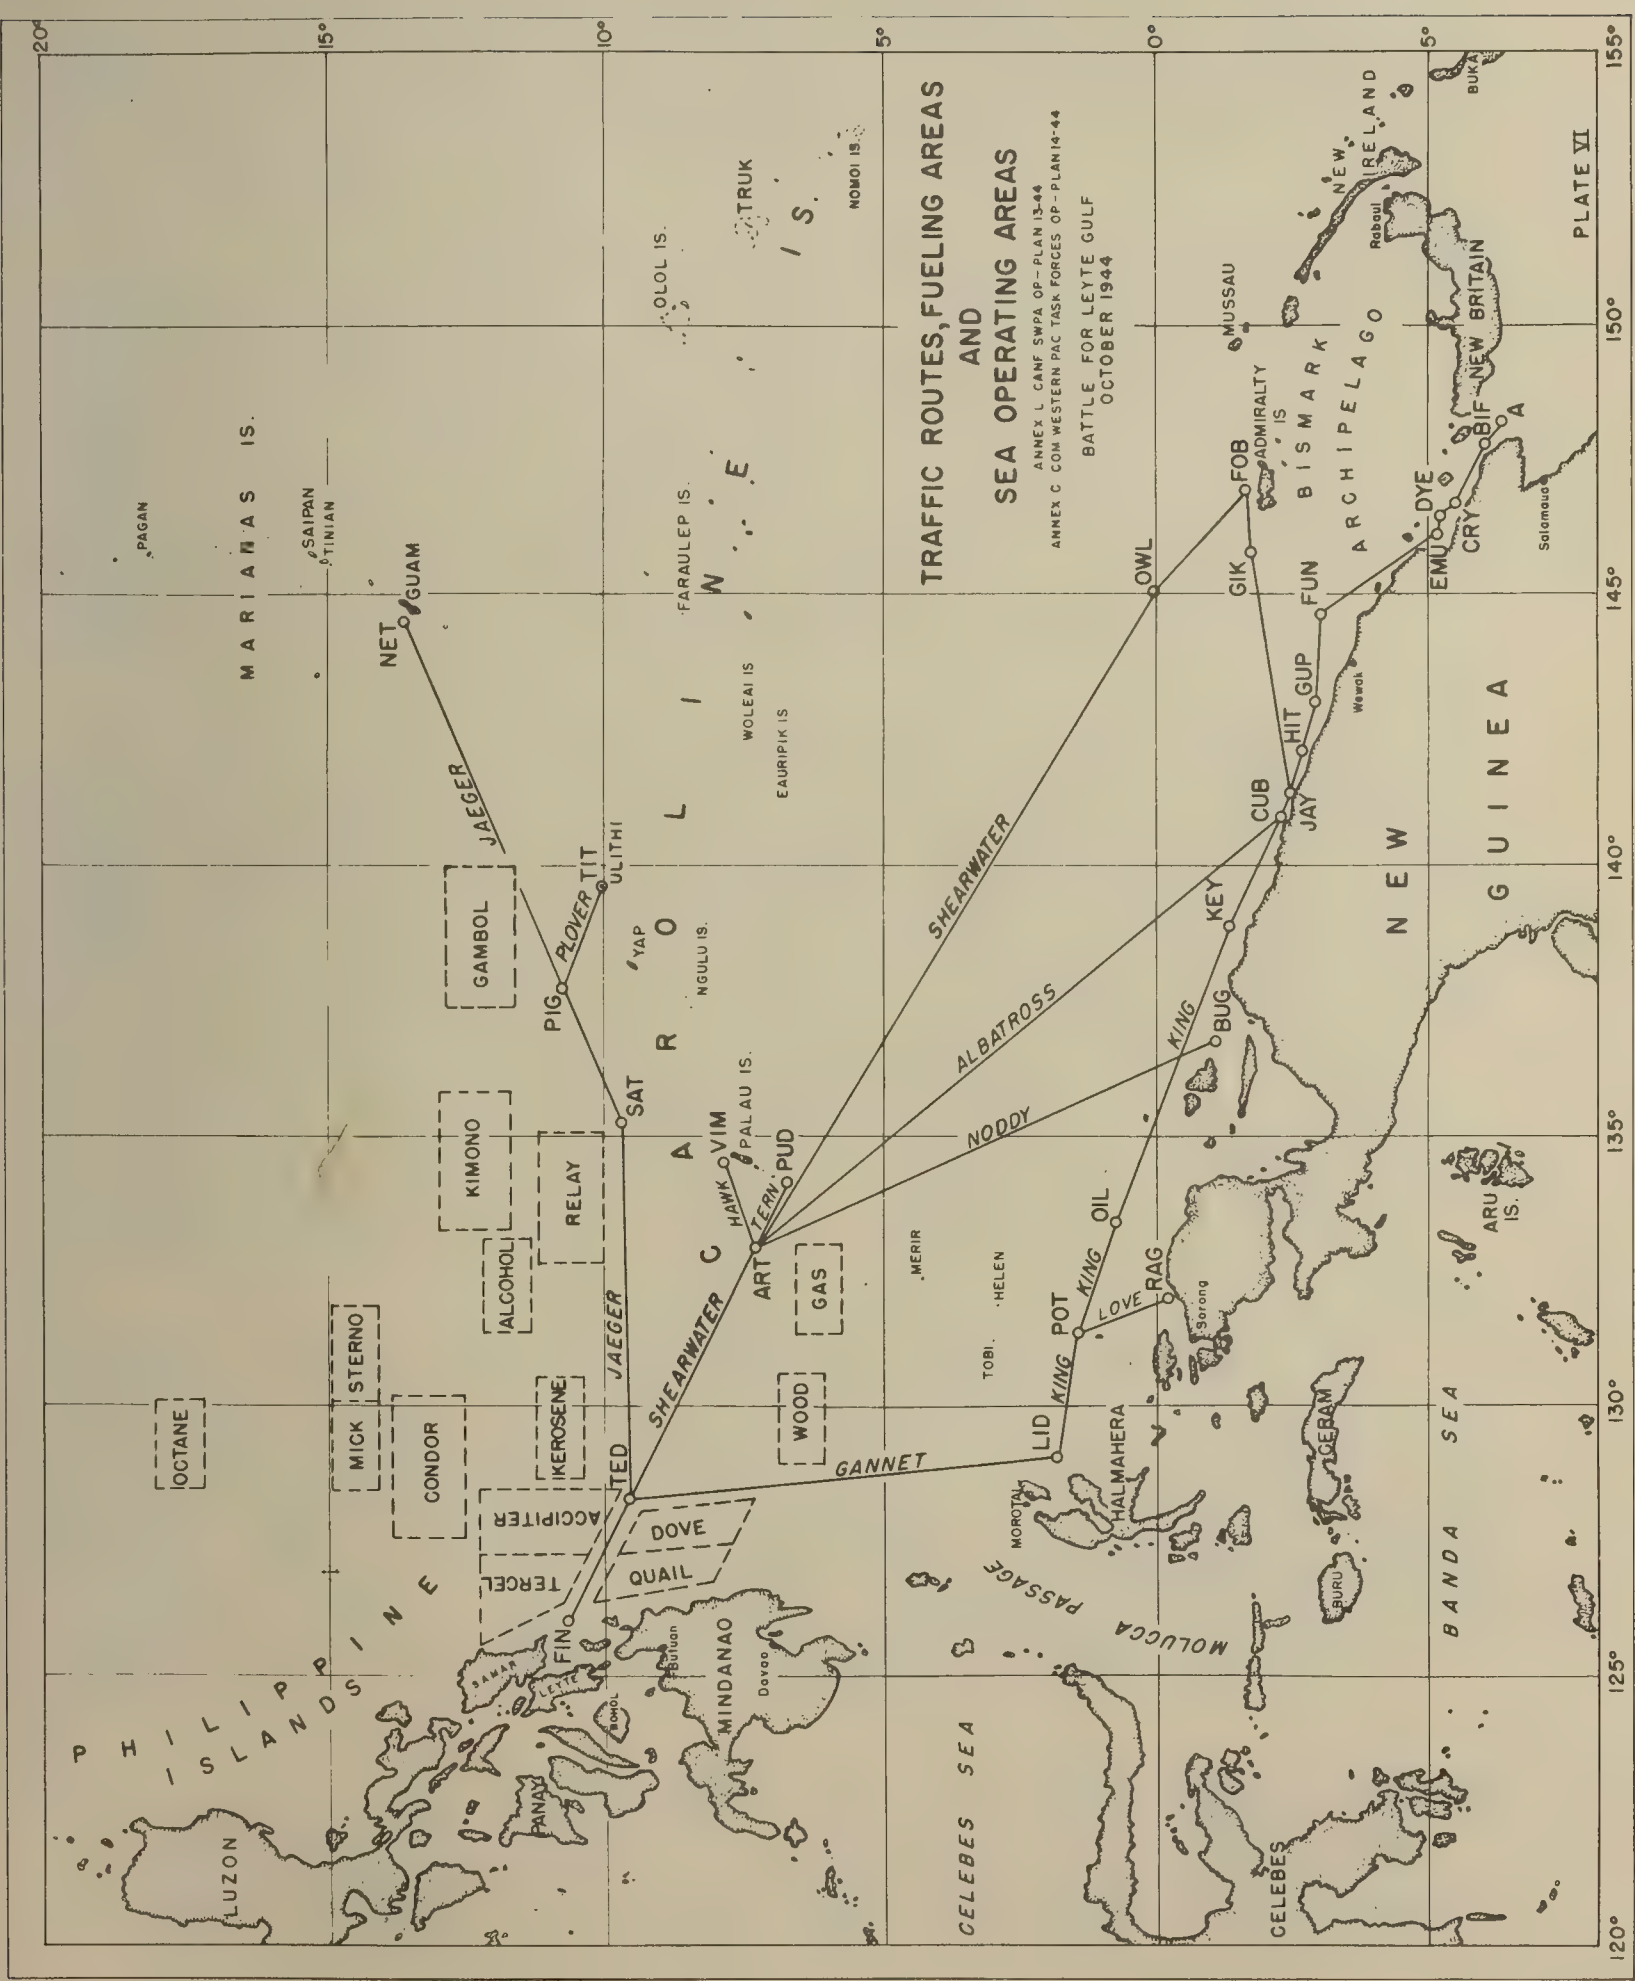 TRAFFIC ROUTES, FUELING AREAS
AND
SEA OPERATING AREAS
ANNEX L CANF SWPA OP-PLAN 13-44
ANNEX C COM WESTERN PAC TASK FORCES OP-PLAN 14-44
BATTLE FOR LEYTE GULF
OCTOBER 1944
PLATE VI
20°
15°
10°
5°
0°
5°
120°
125°
130°
135°
140°
145°
150°
155°
PHILIPPINE
ISLANDS
LUZON
SAMAR
LEYTE
PANAY
BOHOL
MINDANAO
Butuan
Davao
OCTANE
MICK
STERNO
CONDOR
KEROSENE
ALCOHOL
KIMONO
RELAY
GAMBOL
ACCIPITER
TERCEL
DOVE
QUAIL
WOOD
GAS
FIN
TED
SAT
PIG
TIT
ULITHI
NET
GUAM
JAEGER
JAEGER
PLOVER
MARIANAS IS.
PAGAN
SAIPAN
TINIAN
CAROLINE IS.
YAP
NGULU IS.
FARAULEP IS.
WOLEAI IS
EAURIPIK IS
OLOL IS.
TRUK
NOMOI IS.
VIM
PALAU IS.
PUD
ART
HAWK
TERN
SHEARWATER
SHEARWATER
ALBATROSS
NODDY
GANNET
KING
KING
KING
LOVE
MERIR
HELEN
TOBI
LID
POT
OIL
RAG
BUG
KEY
CUB
JAY
HIT
GUP
FUN
GIK
FOB
OWL
EMU
DYE
CRY
BIF
A
MUSSAU
ADMIRALTY
IS
BISMARK
ARCHIPELAGO
NEW
IRELAND
Rabaul
BUKA
NEW BRITAIN
Salamaua
Wewak
NEW
GUINEA
Sorong
MOROTAI
HALMAHERA
MOLUCCA
PASSAGE
CELEBES SEA
CELEBES
BURU
CERAM
BANDA SEA
ARU
IS.